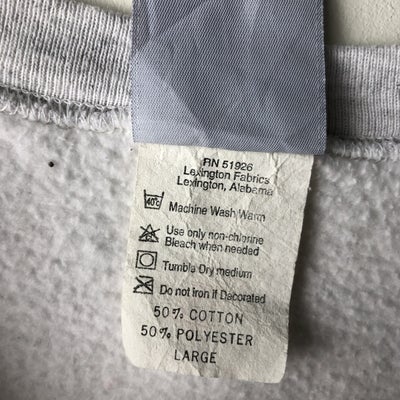 RN 51926
Lexington Fabrics
Lexington, Alabama
40°C
Machine Wash Warm
Use only non-chlorine
Bleach when needed
Tumble Dry medium
Do not iron if Decorated
50% COTTON
50% POLYESTER
LARGE